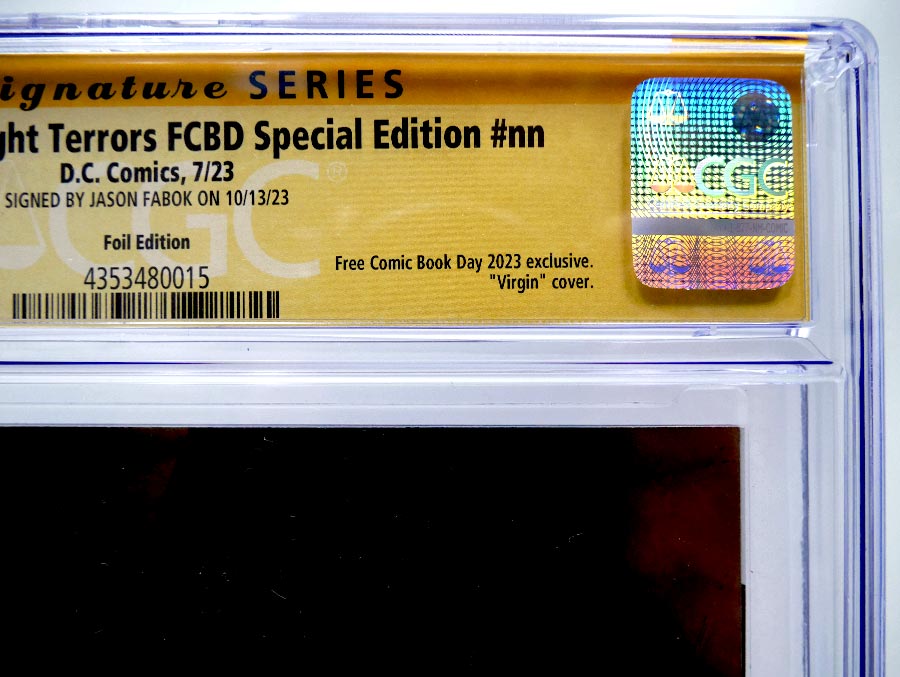 ignature SERIES
ght Terrors FCBD Special Edition #nn
D.C. Comics, 7/23
SIGNED BY JASON FABOK ON 10/13/23
CGC®
Foil Edition
4353480015
Free Comic Book Day 2023 exclusive.
"Virgin" cover.
CGC